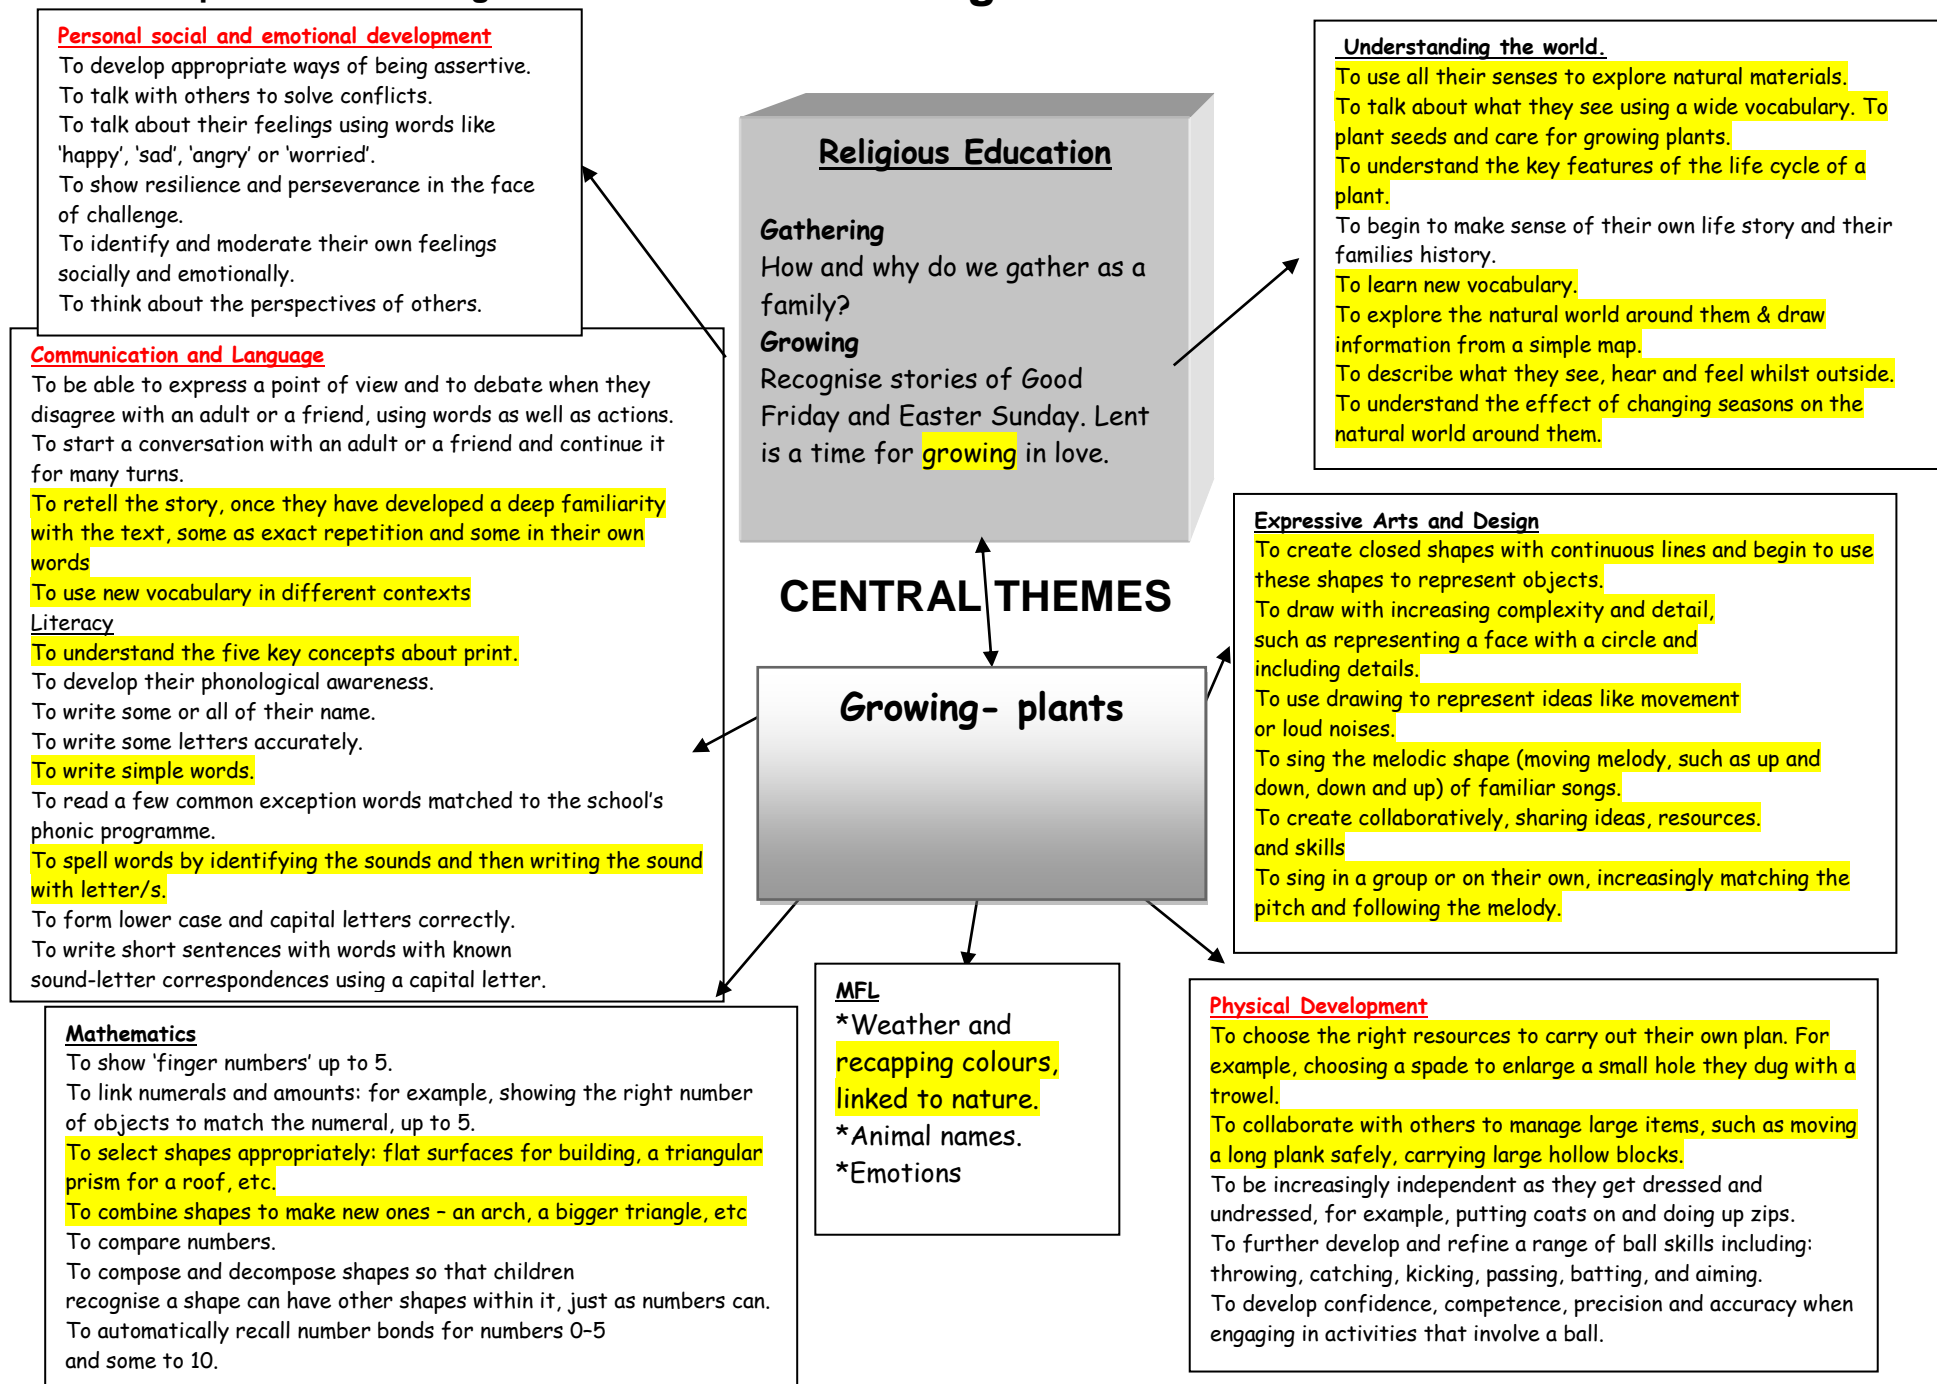 Personal social and emotional development
To develop appropriate ways of being assertive.
To talk with others to solve conflicts.
To talk about their feelings using words like
‘happy’, ‘sad’, ‘angry’ or ‘worried’.
To show resilience and perseverance in the face
of challenge.
To identify and moderate their own feelings
socially and emotionally.
To think about the perspectives of others.
Communication and Language
To be able to express a point of view and to debate when they
disagree with an adult or a friend, using words as well as actions.
To start a conversation with an adult or a friend and continue it
for many turns.
To retell the story, once they have developed a deep familiarity
with the text, some as exact repetition and some in their own
words
To use new vocabulary in different contexts
Literacy
To understand the five key concepts about print.
To develop their phonological awareness.
To write some or all of their name.
To write some letters accurately.
To write simple words.
To read a few common exception words matched to the school’s
phonic programme.
To spell words by identifying the sounds and then writing the sound
with letter/s.
To form lower case and capital letters correctly.
To write short sentences with words with known
sound-letter correspondences using a capital letter.
Mathematics
To show ‘finger numbers’ up to 5.
To link numerals and amounts: for example, showing the right number
of objects to match the numeral, up to 5.
To select shapes appropriately: flat surfaces for building, a triangular
prism for a roof, etc.
To combine shapes to make new ones – an arch, a bigger triangle, etc
To compare numbers.
To compose and decompose shapes so that children
recognise a shape can have other shapes within it, just as numbers can.
To automatically recall number bonds for numbers 0–5
and some to 10.
Religious Education
Gathering
How and why do we gather as a
family?
Growing
Recognise stories of Good
Friday and Easter Sunday. Lent
is a time for growing in love.
CENTRAL THEMES
Growing- plants
MFL
*Weather and
recapping colours,
linked to nature.
*Animal names.
*Emotions
Understanding the world.
To use all their senses to explore natural materials.
To talk about what they see using a wide vocabulary. To
plant seeds and care for growing plants.
To understand the key features of the life cycle of a
plant.
To begin to make sense of their own life story and their
families history.
To learn new vocabulary.
To explore the natural world around them & draw
information from a simple map.
To describe what they see, hear and feel whilst outside.
To understand the effect of changing seasons on the
natural world around them.
Expressive Arts and Design
To create closed shapes with continuous lines and begin to use
these shapes to represent objects.
To draw with increasing complexity and detail,
such as representing a face with a circle and
including details.
To use drawing to represent ideas like movement
or loud noises.
To sing the melodic shape (moving melody, such as up and
down, down and up) of familiar songs.
To create collaboratively, sharing ideas, resources.
and skills
To sing in a group or on their own, increasingly matching the
pitch and following the melody.
Physical Development
To choose the right resources to carry out their own plan. For
example, choosing a spade to enlarge a small hole they dug with a
trowel.
To collaborate with others to manage large items, such as moving
a long plank safely, carrying large hollow blocks.
To be increasingly independent as they get dressed and
undressed, for example, putting coats on and doing up zips.
To further develop and refine a range of ball skills including:
throwing, catching, kicking, passing, batting, and aiming.
To develop confidence, competence, precision and accuracy when
engaging in activities that involve a ball.